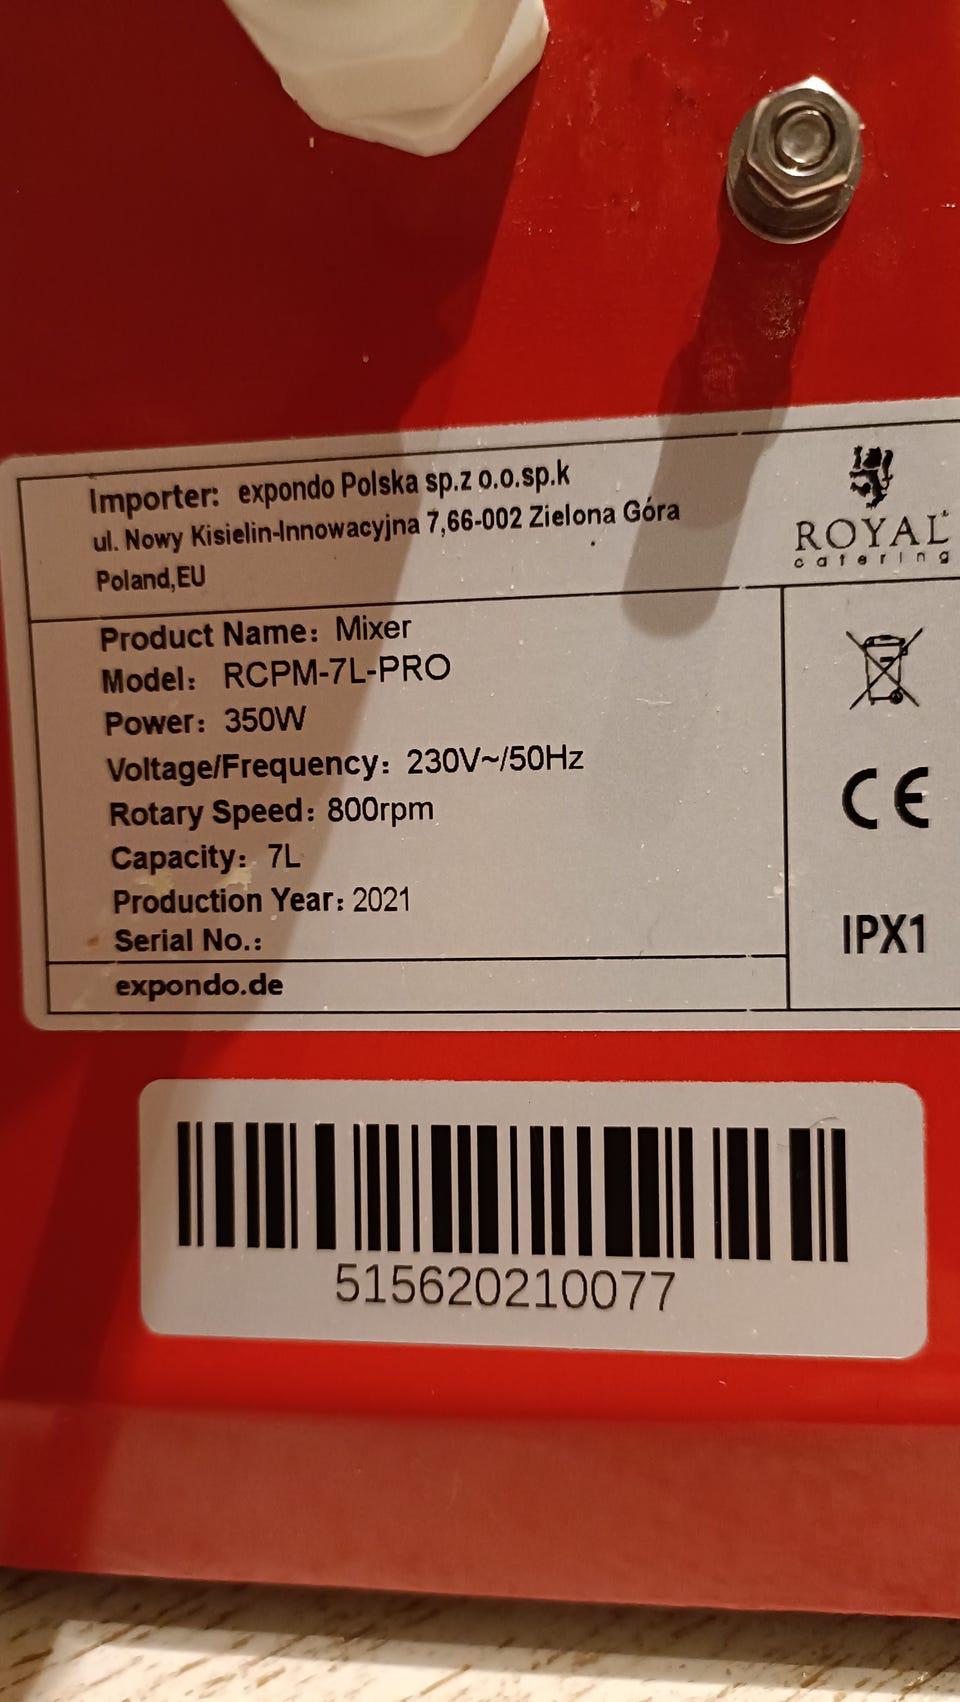 Importer: expondo Polska sp.z o.o.sp.k
ul. Nowy Kisielin-Innowacyjna 7,66-002 Zielona Góra
Poland,EU
ROYAL
catering
Product Name: Mixer
Model: RCPM-7L-PRO
Power: 350W
Voltage/Frequency: 230V~/50Hz
Rotary Speed: 800rpm
Capacity: 7L
Production Year: 2021
Serial No.:
expondo.de
CE
IPX1
515620210077